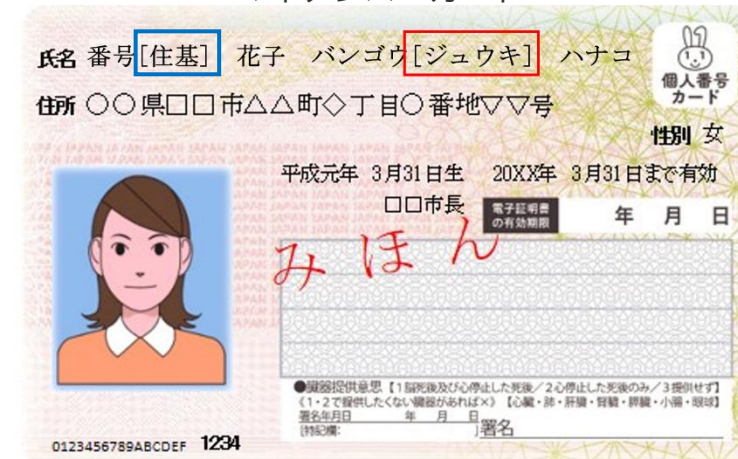 氏名 番号[住基] 花子 バンゴウ[ジュウキ] ハナコ
個人番号
カード
住所 〇〇県□□市△△町◇丁目〇番地▽▽号
性別 女
平成元年 3月31日生 20XX年 3月31日まで有効
□□市長 電子証明書の有効期限 年 月 日
みほん
●臓器提供意思【1脳死後及び心停止した死後/2心停止した死後のみ/3提供せず】
《1・2で提供したくない臓器があれば×》【心臓・肺・肝臓・腎臓・膵臓・小腸・眼球】
署名年月日 年 月 日
[特記欄: ]署名
0123456789ABCDEF 1234